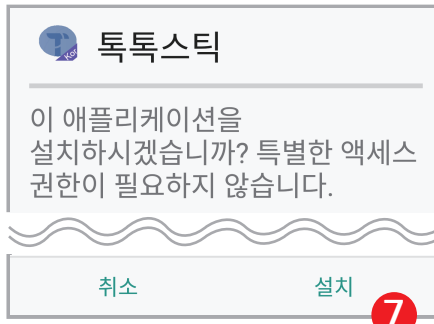 T
Kor
톡톡스틱
이 애플리케이션을
설치하시겠습니까? 특별한 액세스
권한이 필요하지 않습니다.
취소 설치
7